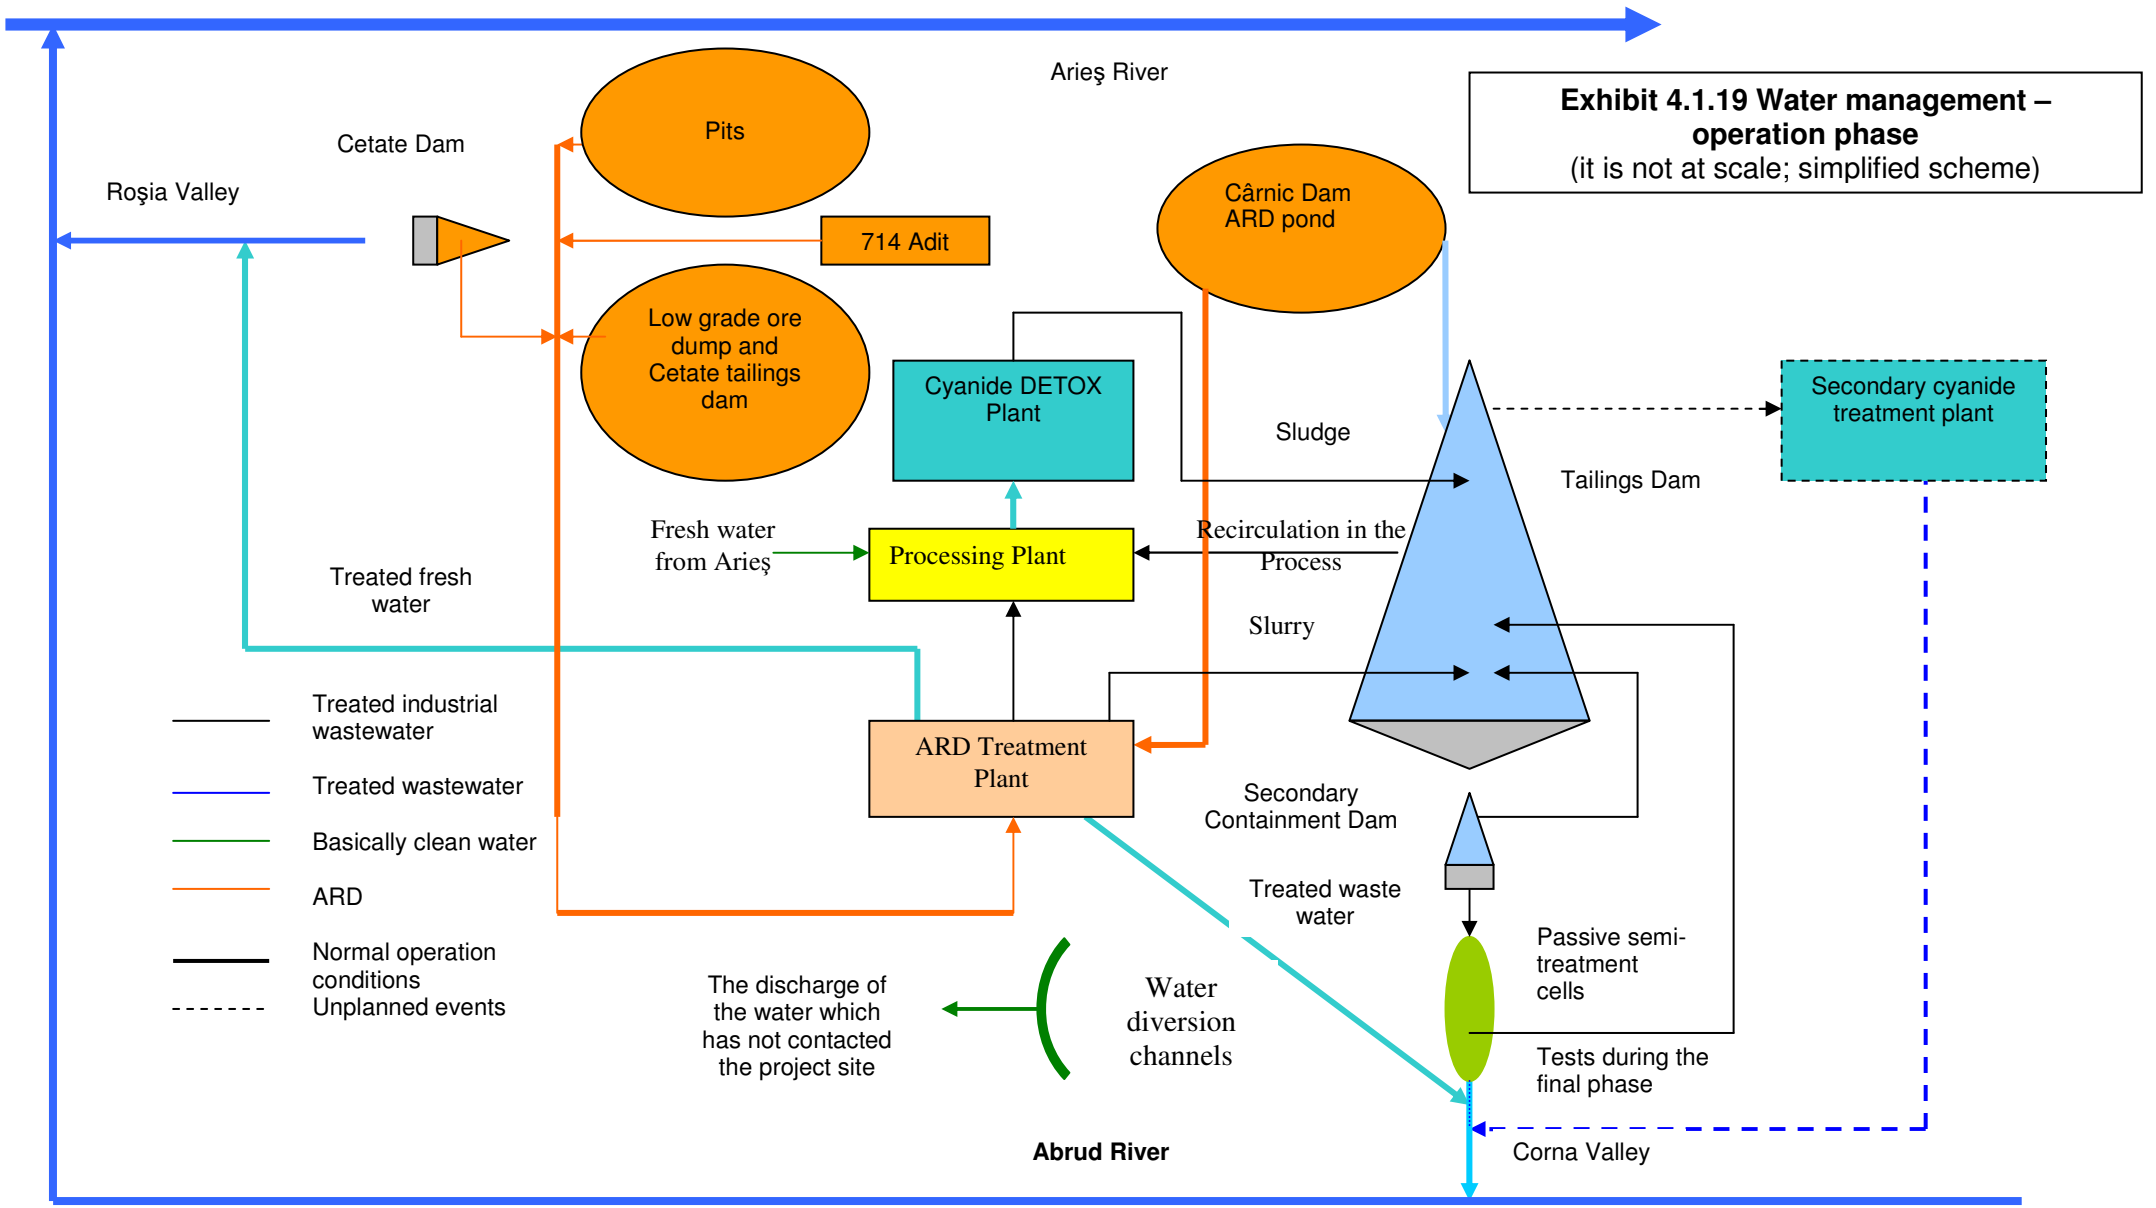 Arieş River
Exhibit 4.1.19 Water management –
operation phase
(it is not at scale; simplified scheme)
Pits
Cetate Dam
Roşia Valley
Cârnic Dam
ARD pond
714 Adit
Low grade ore
dump and
Cetate tailings
dam
Cyanide DETOX
Plant
Secondary cyanide
treatment plant
Sludge
Tailings Dam
Fresh water
from Arieş
Processing Plant
Recirculation in the
Process
Treated fresh
water
Slurry
Treated industrial
wastewater
Treated wastewater
Basically clean water
ARD
Normal operation
conditions
Unplanned events
ARD Treatment
Plant
Secondary
Containment Dam
Treated waste
water
Passive semi-
treatment
cells
The discharge of
the water which
has not contacted
the project site
Water
diversion
channels
Tests during the
final phase
Abrud River
Corna Valley